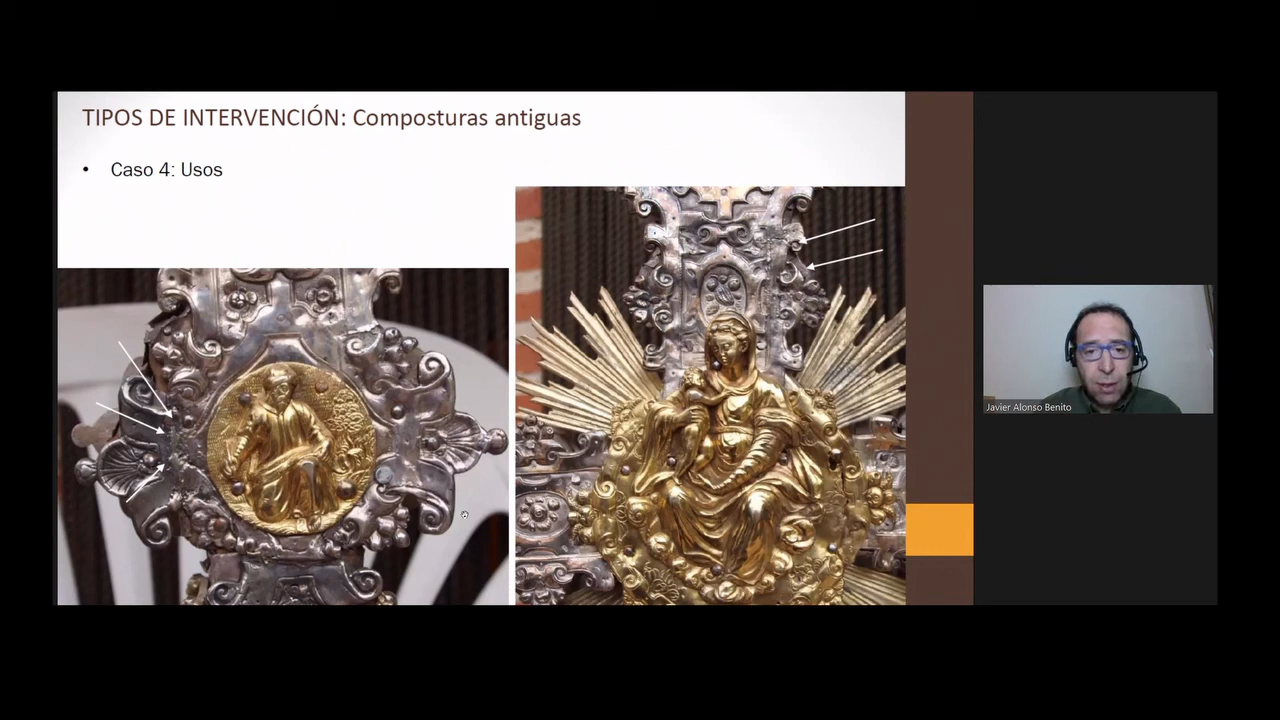 TIPOS DE INTERVENCIÓN: Composturas antiguas
• Caso 4: Usos
Javier Alonso Benito